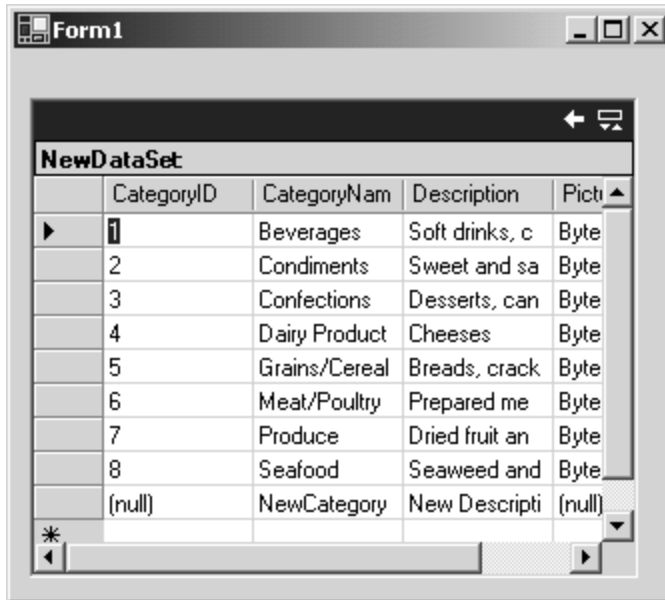 Form1
NewDataSet:
CategoryID CategoryNam Description Pictu
1 Beverages Soft drinks, c Byte
2 Condiments Sweet and sa Byte
3 Confections Desserts, can Byte
4 Dairy Product Cheeses Byte
5 Grains/Cereal Breads, crack Byte
6 Meat/Poultry Prepared me Byte
7 Produce Dried fruit an Byte
8 Seafood Seaweed and Byte
(null) NewCategory New Descripti (null)